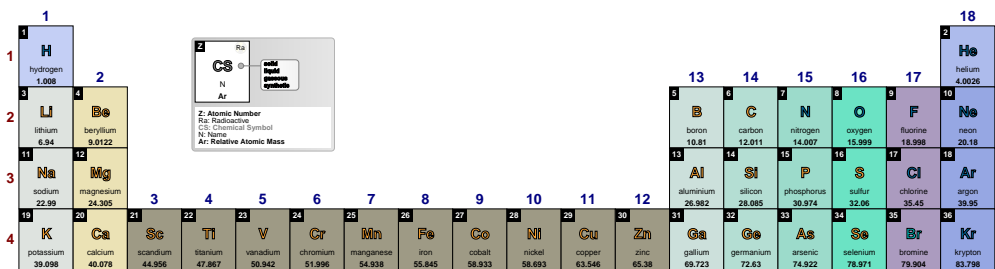 1 18
1 2
H He
hydrogen helium
1.008 4.0026
1
Z Ra
CS
N
Ar
solid
liquid
gaseous
synthetic
Z: Atomic Number
Ra: Radioactive
CS: Chemical Symbol
N: Name
Ar: Relative Atomic Mass
2 13 14 15 16 17
3 4 5 6 7 8 9 10
2 Li Be B C N O F Ne
lithium beryllium boron carbon nitrogen oxygen fluorine neon
6.94 9.0122 10.81 12.011 14.007 15.999 18.998 20.18
11 12 13 14 15 16 17 18
3 Na Mg Al Si P S Cl Ar
sodium magnesium aluminium silicon phosphorus sulfur chlorine argon
22.99 24.305 26.982 28.085 30.974 32.06 35.45 39.95
3 4 5 6 7 8 9 10 11 12
19 20 21 22 23 24 25 26 27 28 29 30 31 32 33 34 35 36
4 K Ca Sc Ti V Cr Mn Fe Co Ni Cu Zn Ga Ge As Se Br Kr
potassium calcium scandium titanium vanadium chromium manganese iron cobalt nickel copper zinc gallium germanium arsenic selenium bromine krypton
39.098 40.078 44.956 47.867 50.942 51.996 54.938 55.845 58.933 58.693 63.546 65.38 69.723 72.63 74.922 78.971 79.904 83.798